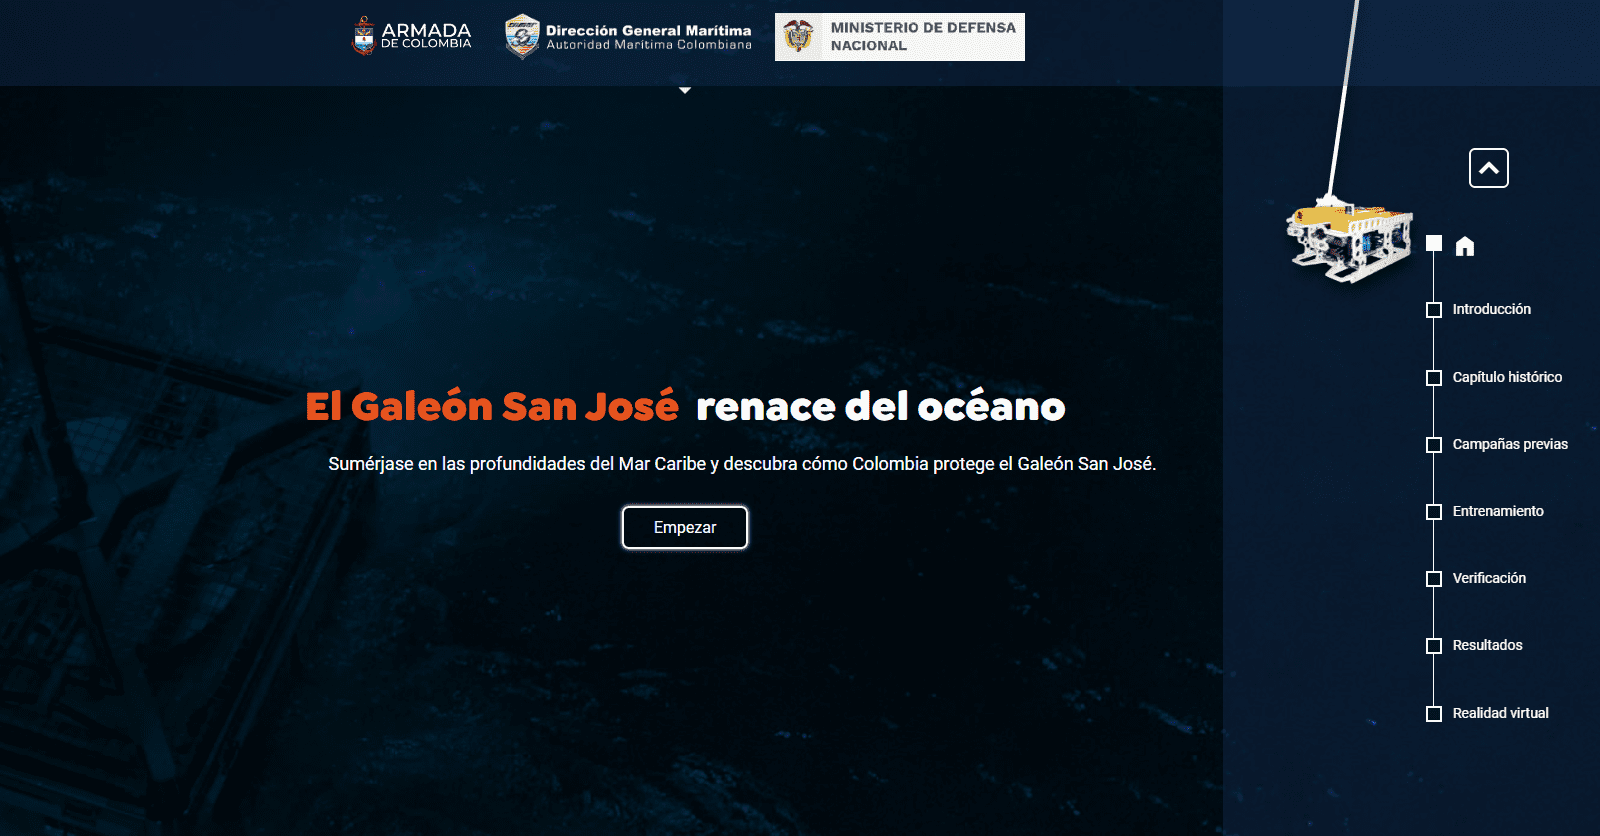 ARMADA
DE COLOMBIA
Dirección General Marítima
Autoridad Marítima Colombiana
MINISTERIO DE DEFENSA
NACIONAL
El Galeón San José renace del océano
Sumérjase en las profundidades del Mar Caribe y descubra cómo Colombia protege el Galeón San José.
Empezar
Introducción
Capítulo histórico
Campañas previas
Entrenamiento
Verificación
Resultados
Realidad virtual